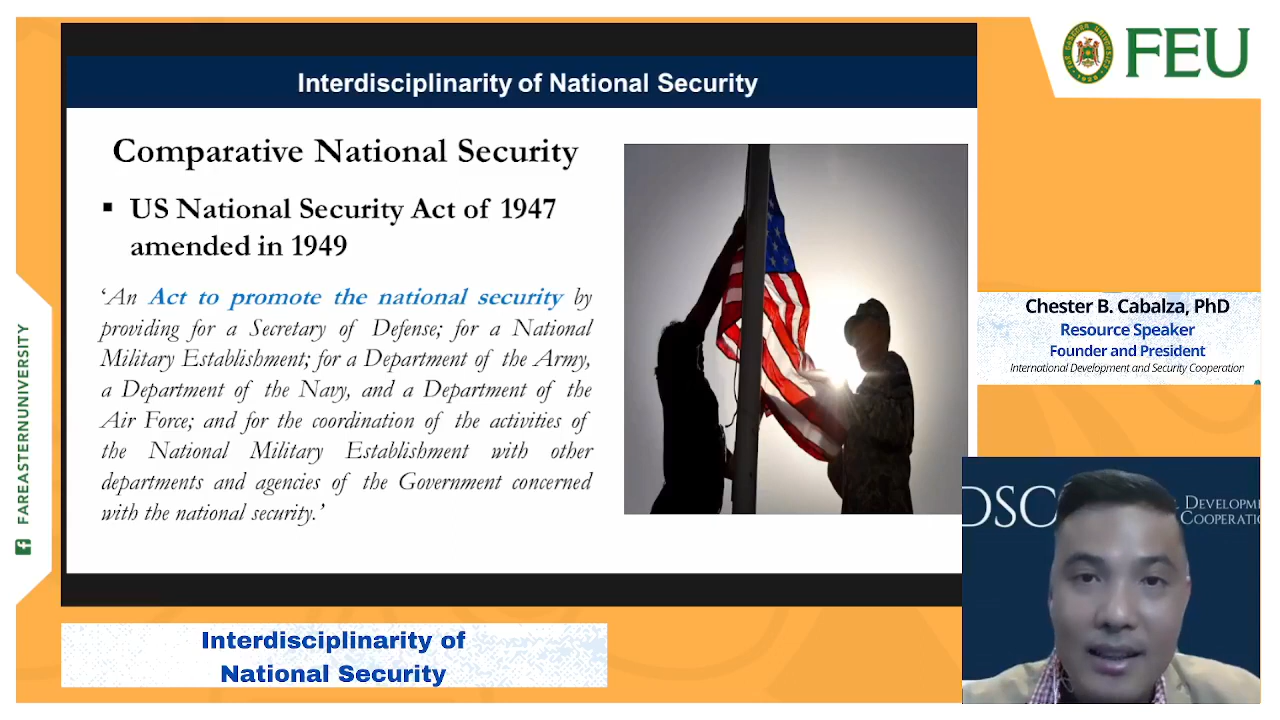 Interdisciplinarity of National Security
FEU
Comparative National Security
▪ US National Security Act of 1947
amended in 1949
‘An Act to promote the national security by
providing for a Secretary of Defense; for a National
Military Establishment; for a Department of the Army,
a Department of the Navy, and a Department of the
Air Force; and for the coordination of the activities of
the National Military Establishment with other
departments and agencies of the Government concerned
with the national security.’
FAREASTERNUNIVERSITY
Chester B. Cabalza, PhD
Resource Speaker
Founder and President
International Development and Security Cooperation
DSC
DEVELOPME
COOPERATIO
Interdisciplinarity of
National Security